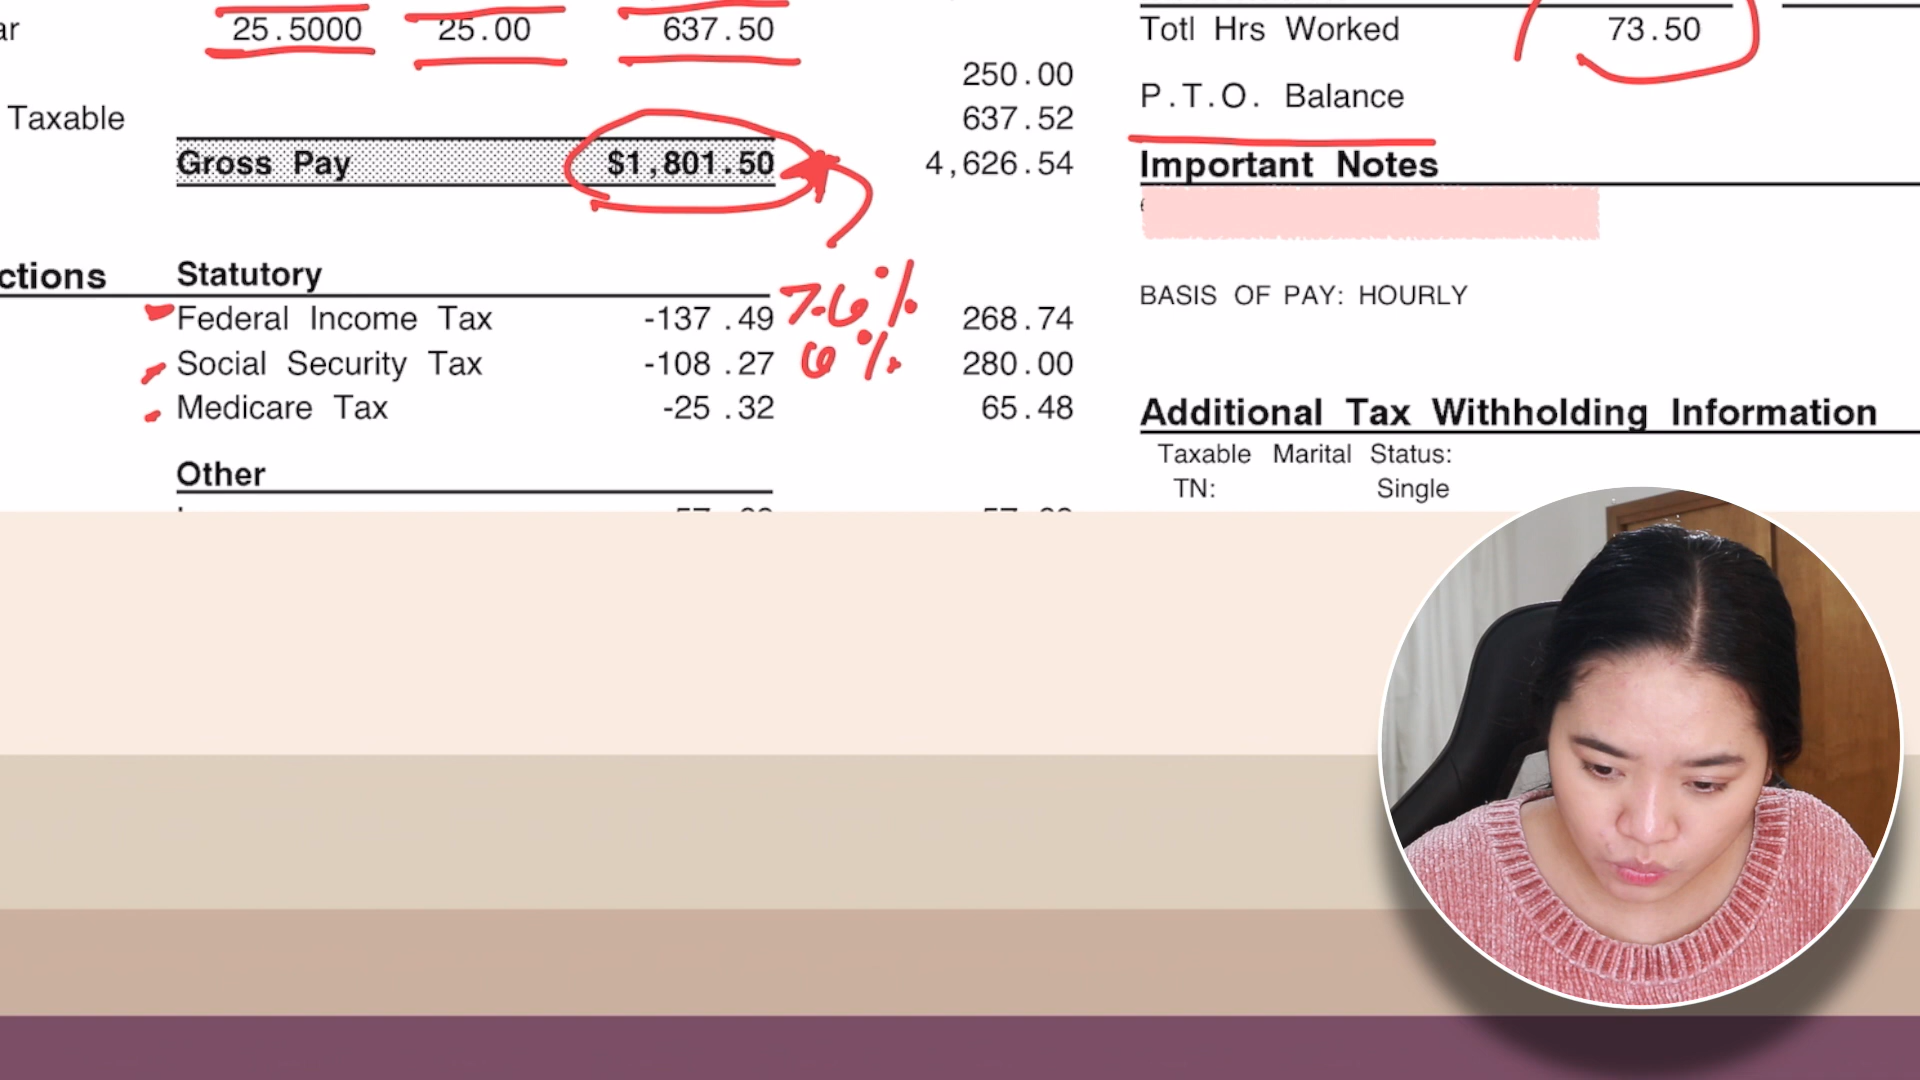 ar 25.5000 25.00 637.50
250.00
Taxable 637.52
Gross Pay $1,801.50 4,626.54
ctions Statutory
Federal Income Tax -137 .49 7.6% 268.74
Social Security Tax -108 .27 6% 280.00
Medicare Tax -25 .32 65.48
Other
Totl Hrs Worked 73.50
P.T.O. Balance
Important Notes
BASIS OF PAY: HOURLY
Additional Tax Withholding Information
Taxable Marital Status:
TN: Single